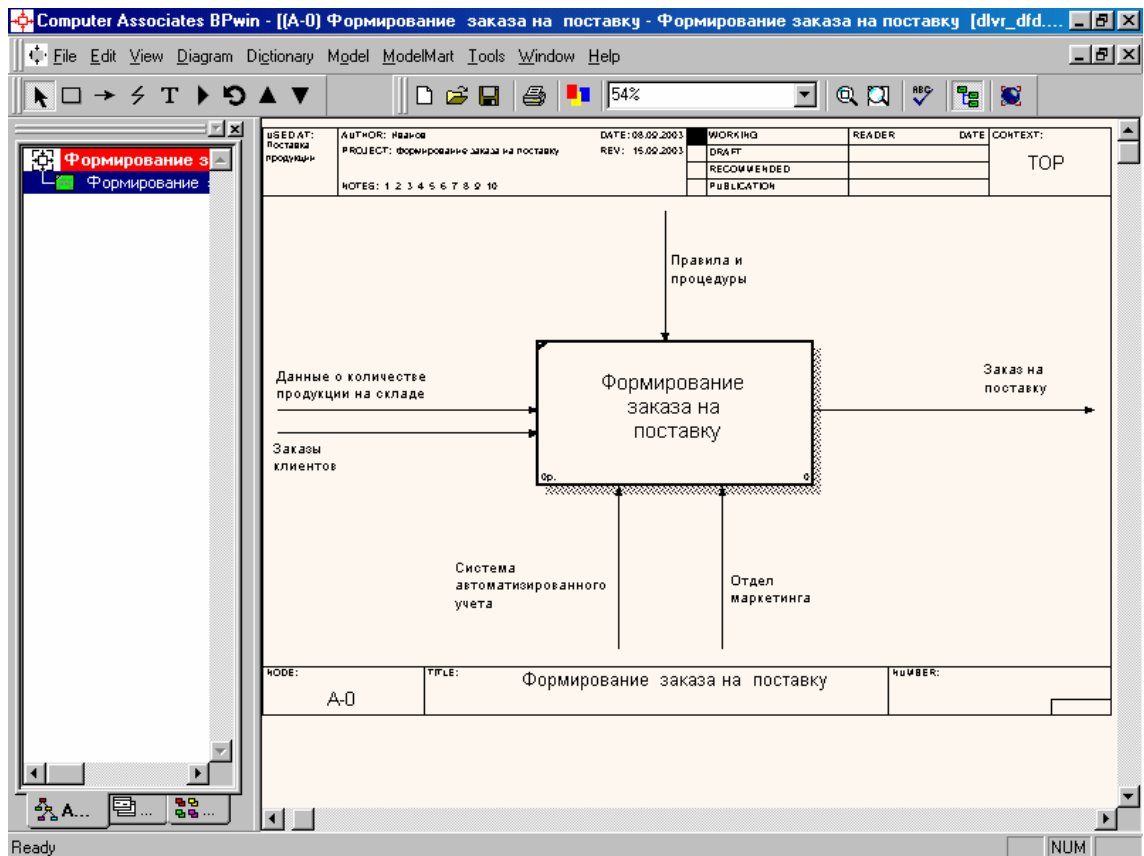 Computer Associates BPwin - [(A-0) Формирование заказа на поставку - Формирование заказа на поставку [dlvr_dfd....
File Edit View Diagram Dictionary Model ModelMart Tools Window Help
54%
ABC
Формирование з
Формирование
USED AT:
Поставка
продукции
AUTHOR: Иванов
DATE: 08.09.2003
PROJECT: Формирование заказа на поставку
REV: 15.09.2003
NOTES: 1 2 3 4 5 6 7 8 9 10
WORKING
DRAFT
RECOMMENDED
PUBLICATION
READER
DATE
CONTEXT:
TOP
Правила и
процедуры
Данные о количестве
продукции на складе
Заказы
клиентов
Формирование
заказа на
поставку
0р.
0
Заказ на
поставку
Система
автоматизированного
учета
Отдел
маркетинга
NODE:
A-0
TITLE:
Формирование заказа на поставку
NUMBER:
A...
...
...
Ready
NUM